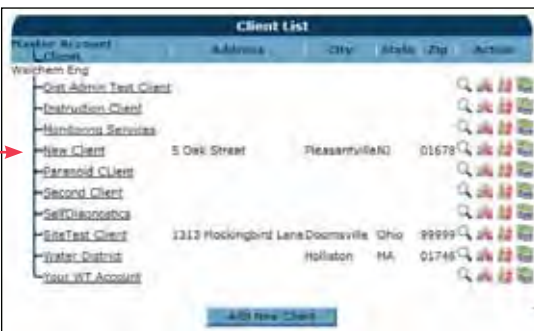 Client List
Master Account
Clients Address City State Zip Action
Walchem Eng
Dist Admin Test Client
Instruction Client
Monitoring Services
New Client 5 Oak Street Pleasantville NJ 01678
Paranoid CLient
Second Client
SelfDiagnostics
SiteTest Client 1313 Mockingbird Lane Doomsville Ohio 99999
Water District Holliston MA 01746
Your WT Account
Add New Client